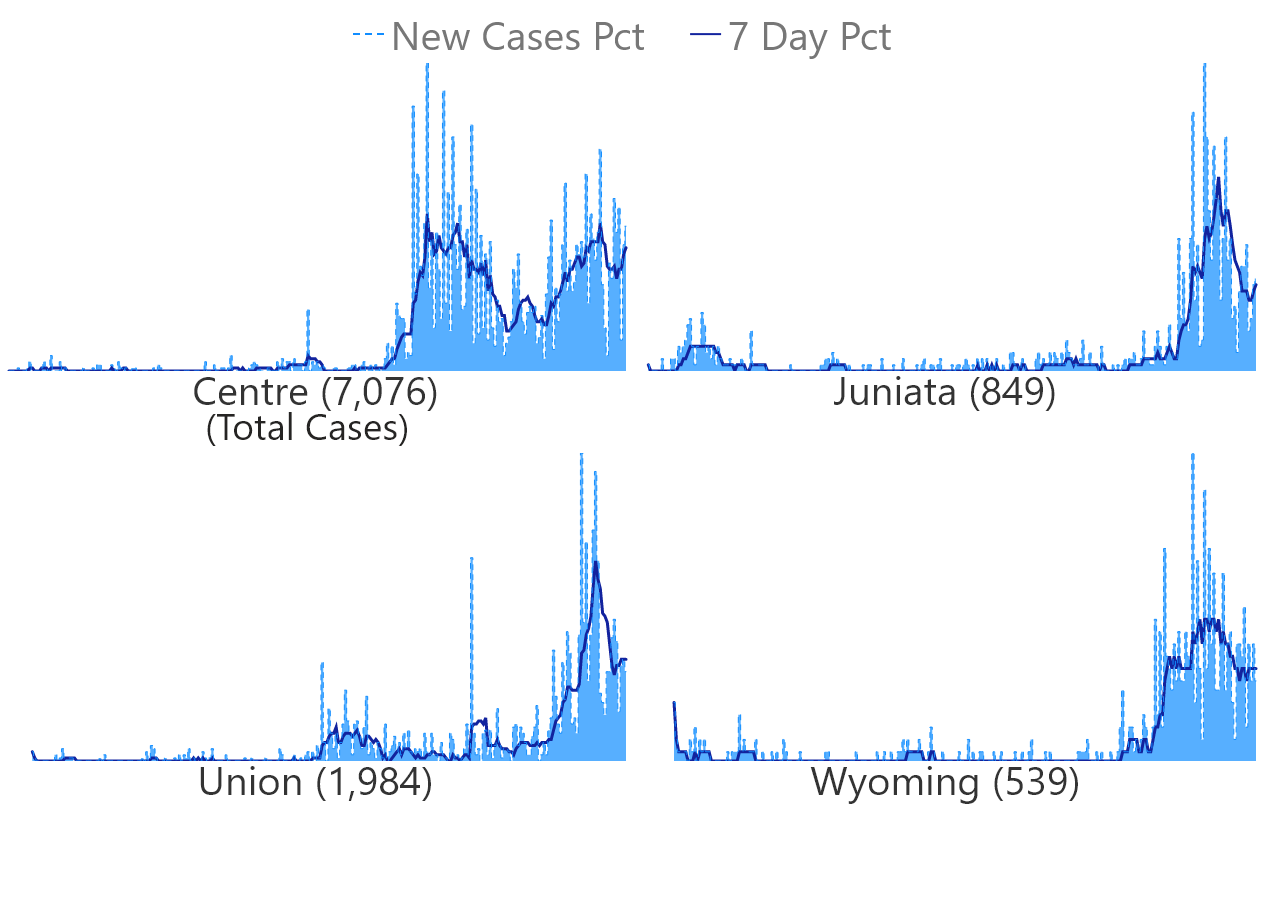 New Cases Pct 7 Day Pct
Centre (7,076) Juniata (849)
(Total Cases)
Union (1,984) Wyoming (539)